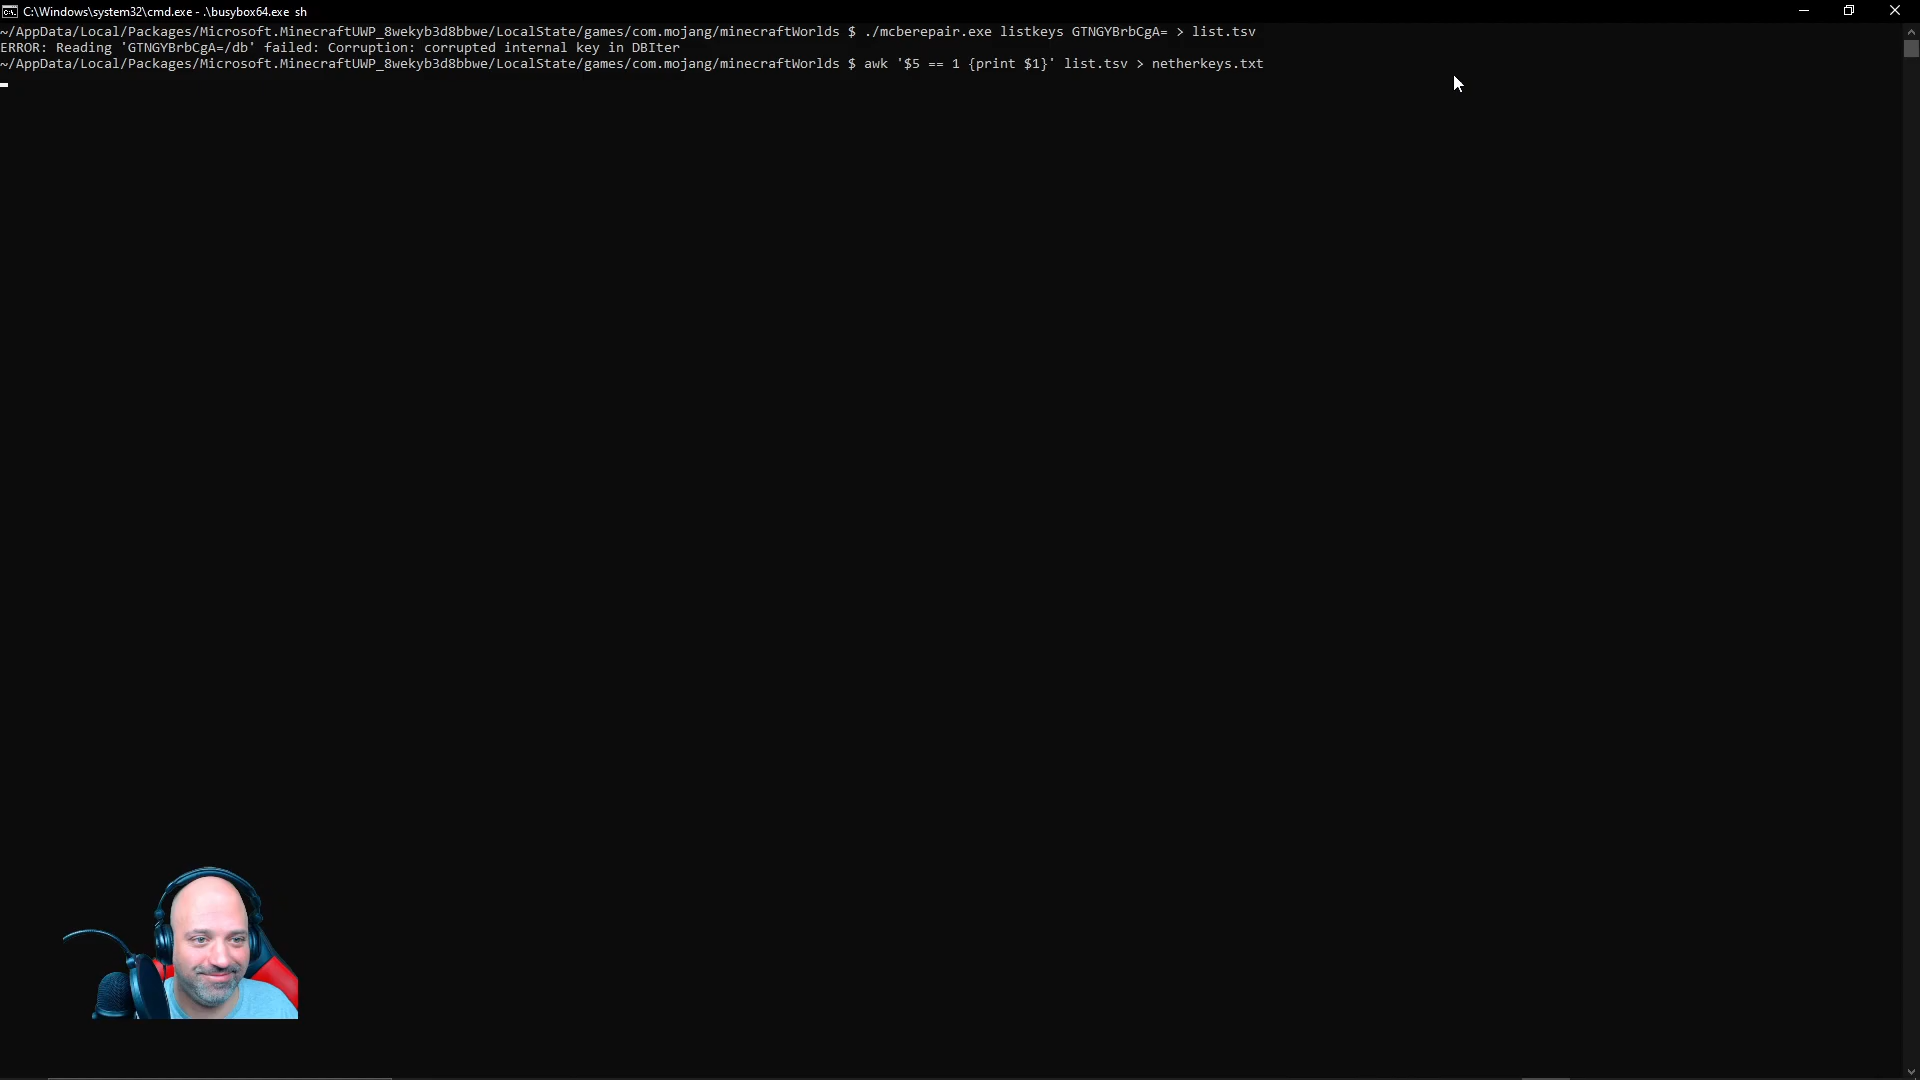 C:\Windows\system32\cmd.exe - .\busybox64.exe sh
~/AppData/Local/Packages/Microsoft.MinecraftUWP_8wekyb3d8bbwe/LocalState/games/com.mojang/minecraftWorlds $ ./mcberepair.exe listkeys GTNGYBrbCgA= > list.tsv
ERROR: Reading 'GTNGYBrbCgA=/db' failed: Corruption: corrupted internal key in DBIter
~/AppData/Local/Packages/Microsoft.MinecraftUWP_8wekyb3d8bbwe/LocalState/games/com.mojang/minecraftWorlds $ awk '$5 == 1 {print $1}' list.tsv > netherkeys.txt